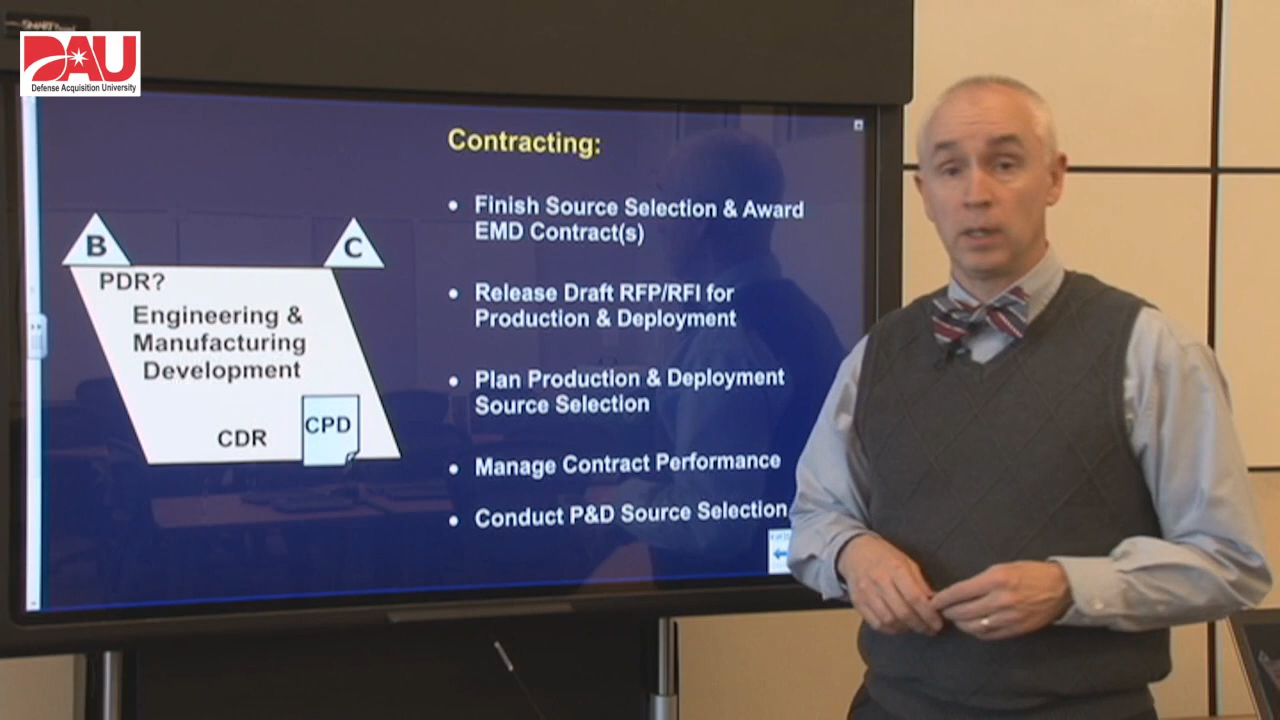 DAU
Defense Acquisition University
Contracting:
B
C
PDR?
Engineering &
Manufacturing
Development
CDR
CPD
• Finish Source Selection & Award
EMD Contract(s)
• Release Draft RFP/RFI for
Production & Deployment
• Plan Production & Deployment
Source Selection
• Manage Contract Performance
• Conduct P&D Source Selection